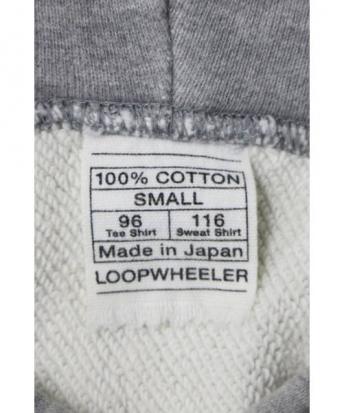 100% COTTON
SMALL
96 116
Tee Shirt Sweat Shirt
Made in Japan
LOOPWHEELER